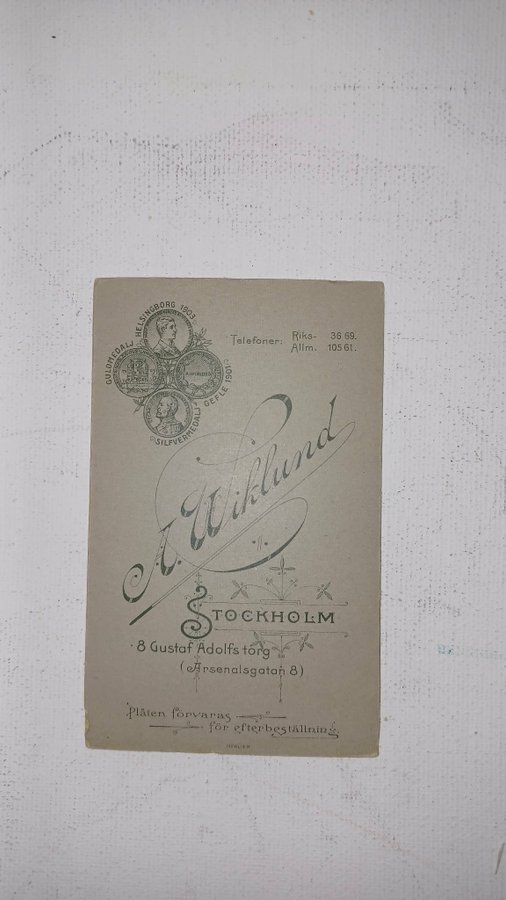 GULDMEDALJ HELSINGBORG 1903
SILFVERMEDALJ GEFLE 1901
Telefoner: Riks- 36 69.
Allm. 105 61.
A. Wiklund
STOCKHOLM
8 Gustaf Adolfs torg
(Arsenalsgatan 8)
Plåten förvaras
för efterbeställning.